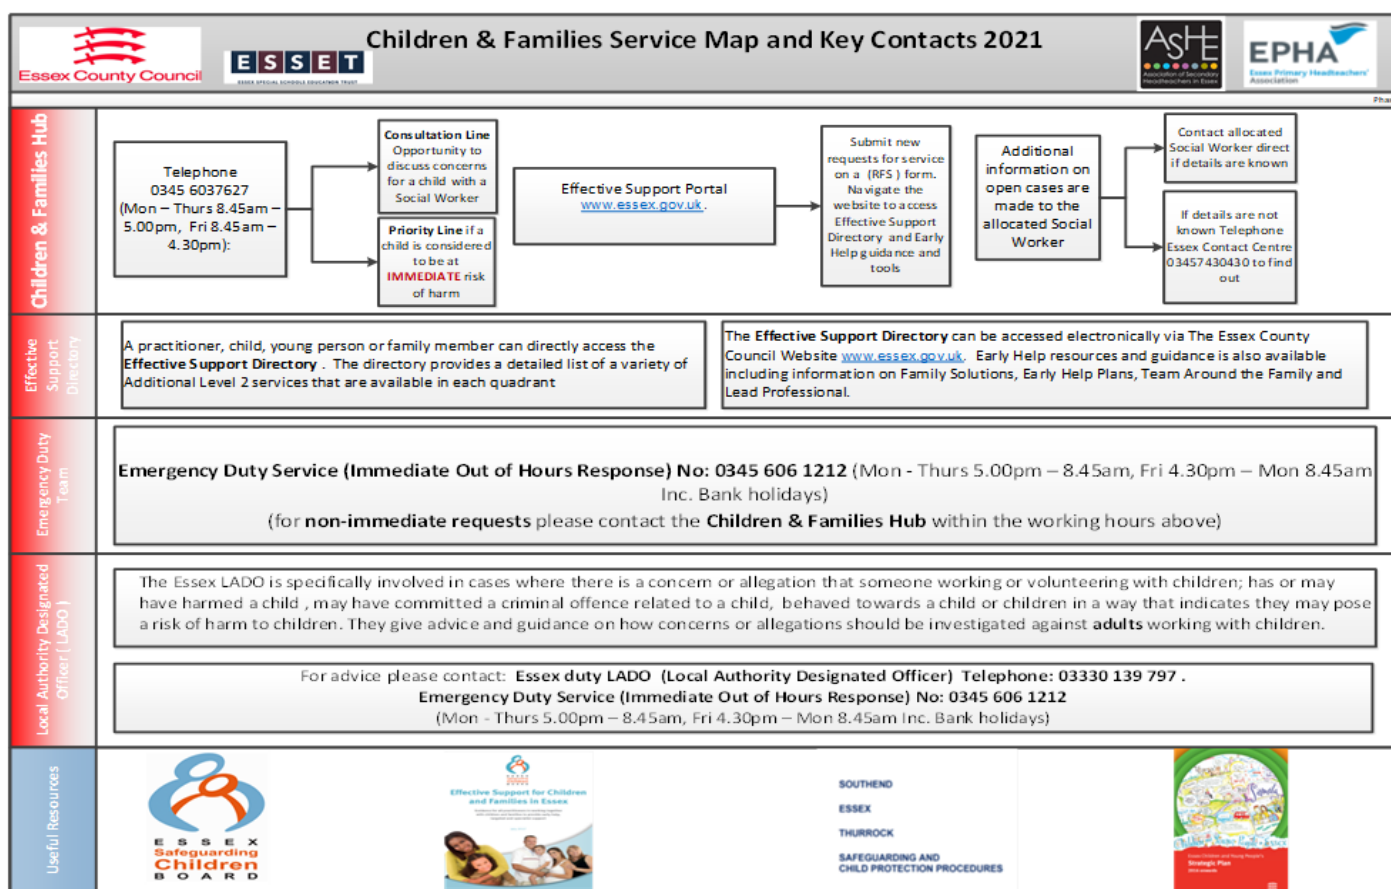 Children & Families Service Map and Key Contacts 2021
Essex County Council
ESSET
ESSEX SPECIAL SCHOOLS EDUCATION TRUST
ASHE
Association of Secondary
Headteachers in Essex
EPHA
Essex Primary Headteachers'
Association
Phar
Children & Families Hub
Telephone
0345 6037627
(Mon – Thurs 8.45am –
5.00pm, Fri 8.45am –
4.30pm):
Consultation Line
Opportunity to
discuss concerns
for a child with a
Social Worker
Priority Line if a
child is considered
to be at
IMMEDIATE risk
of harm
Effective Support Portal
www.essex.gov.uk.
Submit new
requests for service
on a (RFS ) form.
Navigate the
website to access
Effective Support
Directory and Early
Help guidance and
tools
Additional
information on
open cases are
made to the
allocated Social
Worker
Contact allocated
Social Worker direct
if details are known
If details are not
known Telephone
Essex Contact Centre
03457430430 to find
out
Effective
Support
Directory
A practitioner, child, young person or family member can directly access the
Effective Support Directory . The directory provides a detailed list of a variety of
Additional Level 2 services that are available in each quadrant
The Effective Support Directory can be accessed electronically via The Essex County
Council Website www.essex.gov.uk. Early Help resources and guidance is also available
including information on Family Solutions, Early Help Plans, Team Around the Family and
Lead Professional.
Emergency Duty
Team
Emergency Duty Service (Immediate Out of Hours Response) No: 0345 606 1212 (Mon - Thurs 5.00pm – 8.45am, Fri 4.30pm – Mon 8.45am
Inc. Bank holidays)
(for non-immediate requests please contact the Children & Families Hub within the working hours above)
Local Authority Designated
Officer ( LADO )
The Essex LADO is specifically involved in cases where there is a concern or allegation that someone working or volunteering with children; has or may
have harmed a child , may have committed a criminal offence related to a child, behaved towards a child or children in a way that indicates they may pose
a risk of harm to children. They give advice and guidance on how concerns or allegations should be investigated against adults working with children.
For advice please contact: Essex duty LADO (Local Authority Designated Officer) Telephone: 03330 139 797 .
Emergency Duty Service (Immediate Out of Hours Response) No: 0345 606 1212
(Mon - Thurs 5.00pm – 8.45am, Fri 4.30pm – Mon 8.45am Inc. Bank holidays)
Useful Resources
ESSEX
Safeguarding
Children
BOARD
Effective Support for Children
and Families in Essex
SOUTHEND
ESSEX
THURROCK
SAFEGUARDING AND
CHILD PROTECTION PROCEDURES
Essex Children and Young People's
Strategic Plan